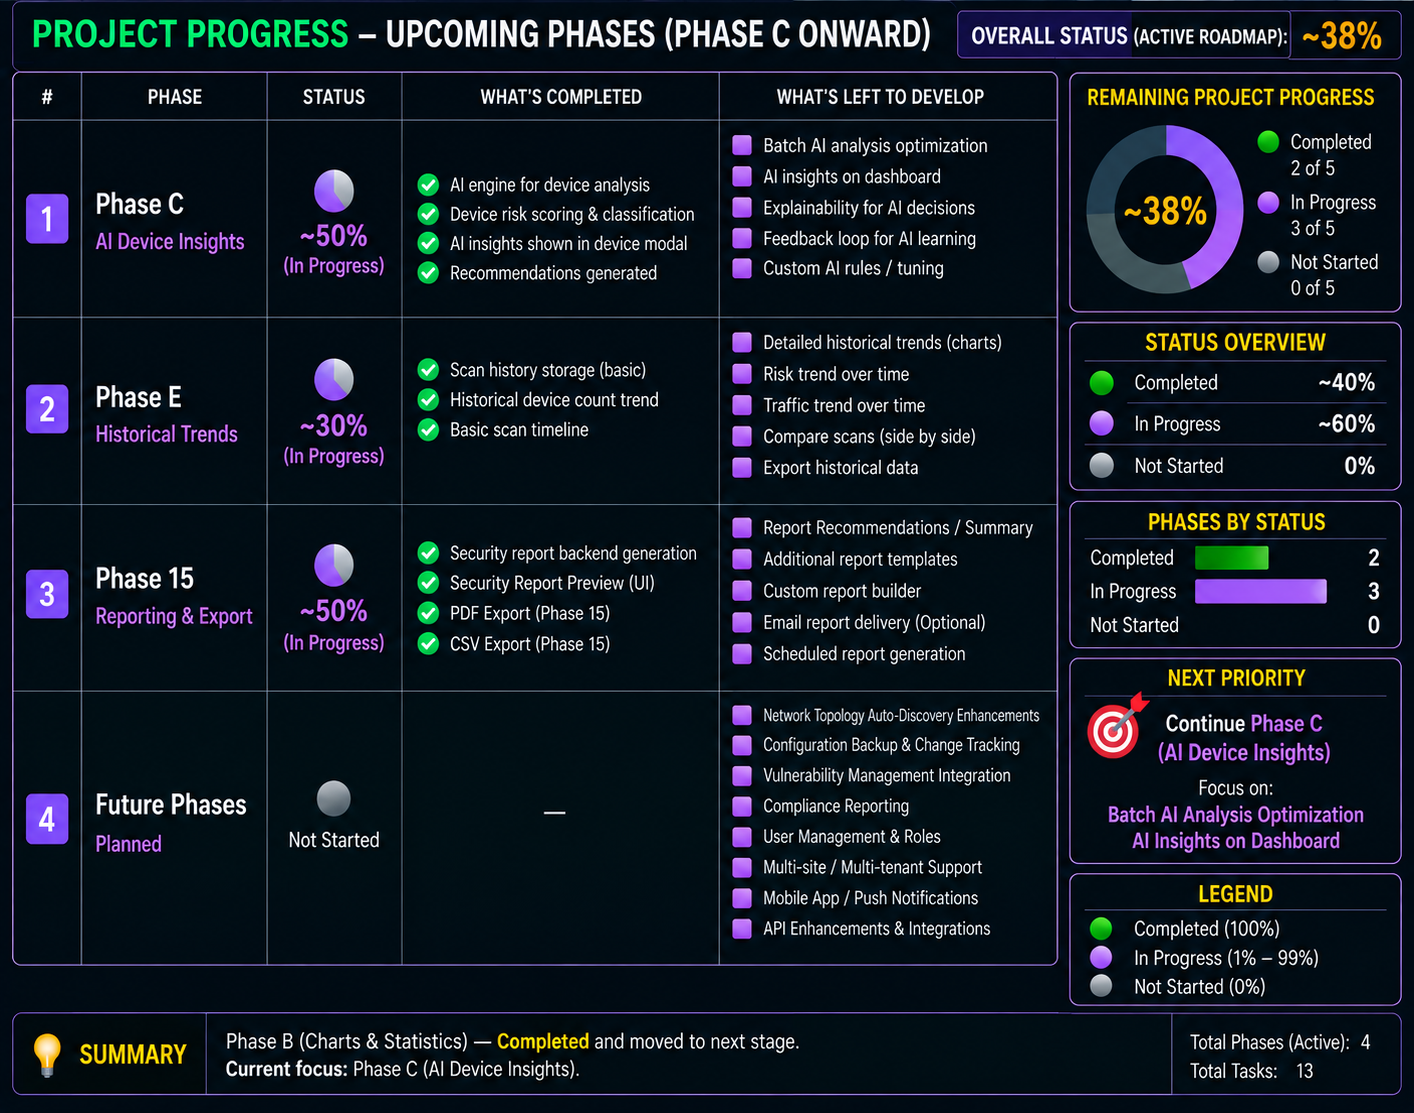 PROJECT PROGRESS – UPCOMING PHASES (PHASE C ONWARD)
OVERALL STATUS (ACTIVE ROADMAP): ~38%
# PHASE STATUS WHAT'S COMPLETED WHAT'S LEFT TO DEVELOP
1
Phase C
AI Device Insights
~50%
(In Progress)
AI engine for device analysis
Device risk scoring & classification
AI insights shown in device modal
Recommendations generated
Batch AI analysis optimization
AI insights on dashboard
Explainability for AI decisions
Feedback loop for AI learning
Custom AI rules / tuning
2
Phase E
Historical Trends
~30%
(In Progress)
Scan history storage (basic)
Historical device count trend
Basic scan timeline
Detailed historical trends (charts)
Risk trend over time
Traffic trend over time
Compare scans (side by side)
Export historical data
3
Phase 15
Reporting & Export
~50%
(In Progress)
Security report backend generation
Security Report Preview (UI)
PDF Export (Phase 15)
CSV Export (Phase 15)
Report Recommendations / Summary
Additional report templates
Custom report builder
Email report delivery (Optional)
Scheduled report generation
4
Future Phases
Planned
Not Started
—
Network Topology Auto-Discovery Enhancements
Configuration Backup & Change Tracking
Vulnerability Management Integration
Compliance Reporting
User Management & Roles
Multi-site / Multi-tenant Support
Mobile App / Push Notifications
API Enhancements & Integrations
REMAINING PROJECT PROGRESS
~38%
Completed
2 of 5
In Progress
3 of 5
Not Started
0 of 5
STATUS OVERVIEW
Completed ~40%
In Progress ~60%
Not Started 0%
PHASES BY STATUS
Completed 2
In Progress 3
Not Started 0
NEXT PRIORITY
Continue Phase C
(AI Device Insights)
Focus on:
Batch AI Analysis Optimization
AI Insights on Dashboard
LEGEND
Completed (100%)
In Progress (1% – 99%)
Not Started (0%)
SUMMARY
Phase B (Charts & Statistics) — Completed and moved to next stage.
Current focus: Phase C (AI Device Insights).
Total Phases (Active): 4
Total Tasks: 13